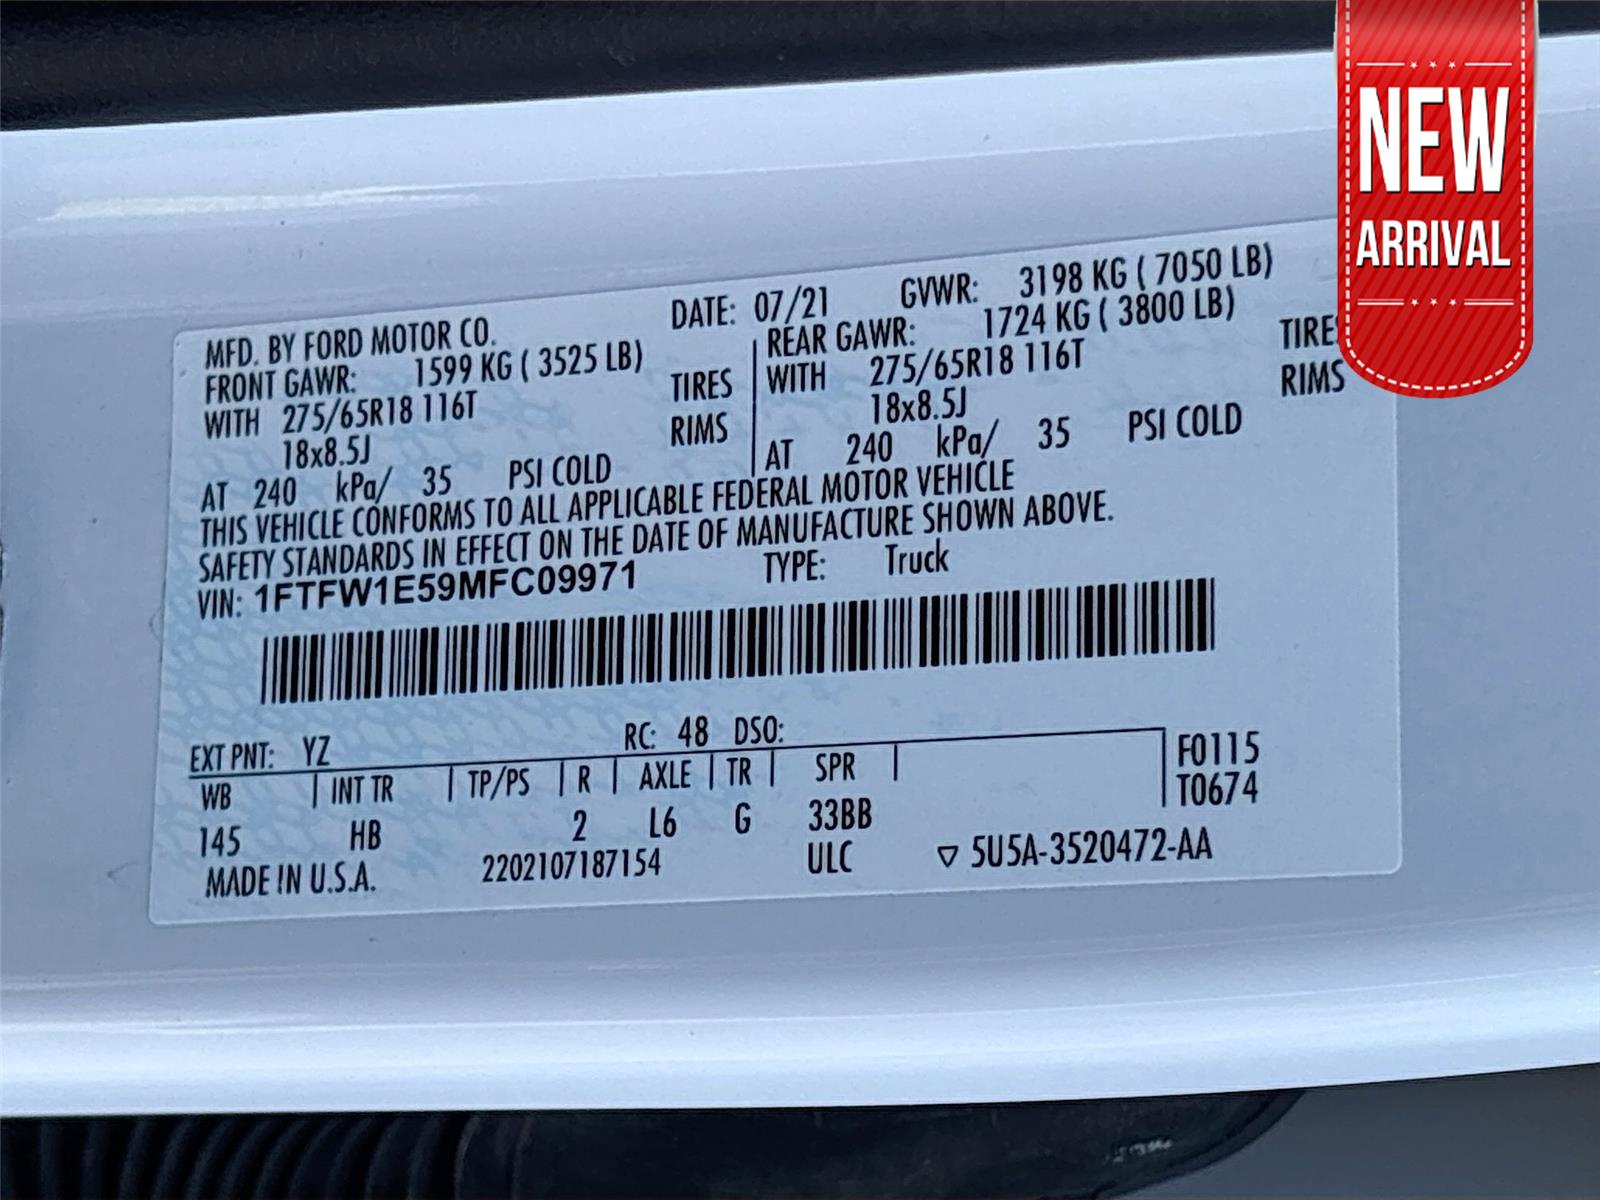 NEW
ARRIVAL
MFD. BY FORD MOTOR CO. DATE: 07/21 GVWR: 3198 KG ( 7050 LB)
FRONT GAWR: 1599 KG ( 3525 LB) REAR GAWR: 1724 KG ( 3800 LB)
WITH 275/65R18 116T TIRES WITH 275/65R18 116T TIRES
18x8.5J RIMS 18x8.5J RIMS
AT 240 kPa/ 35 PSI COLD AT 240 kPa/ 35 PSI COLD
THIS VEHICLE CONFORMS TO ALL APPLICABLE FEDERAL MOTOR VEHICLE
SAFETY STANDARDS IN EFFECT ON THE DATE OF MANUFACTURE SHOWN ABOVE.
VIN: 1FTFW1E59MFC09971 TYPE: Truck
EXT PNT: YZ RC: 48 DSO: F0115
WB INT TR TP/PS R AXLE TR SPR T0674
145 HB 2 L6 G 33BB
MADE IN U.S.A. 2202107187154 ULC ▽ 5U5A-3520472-AA